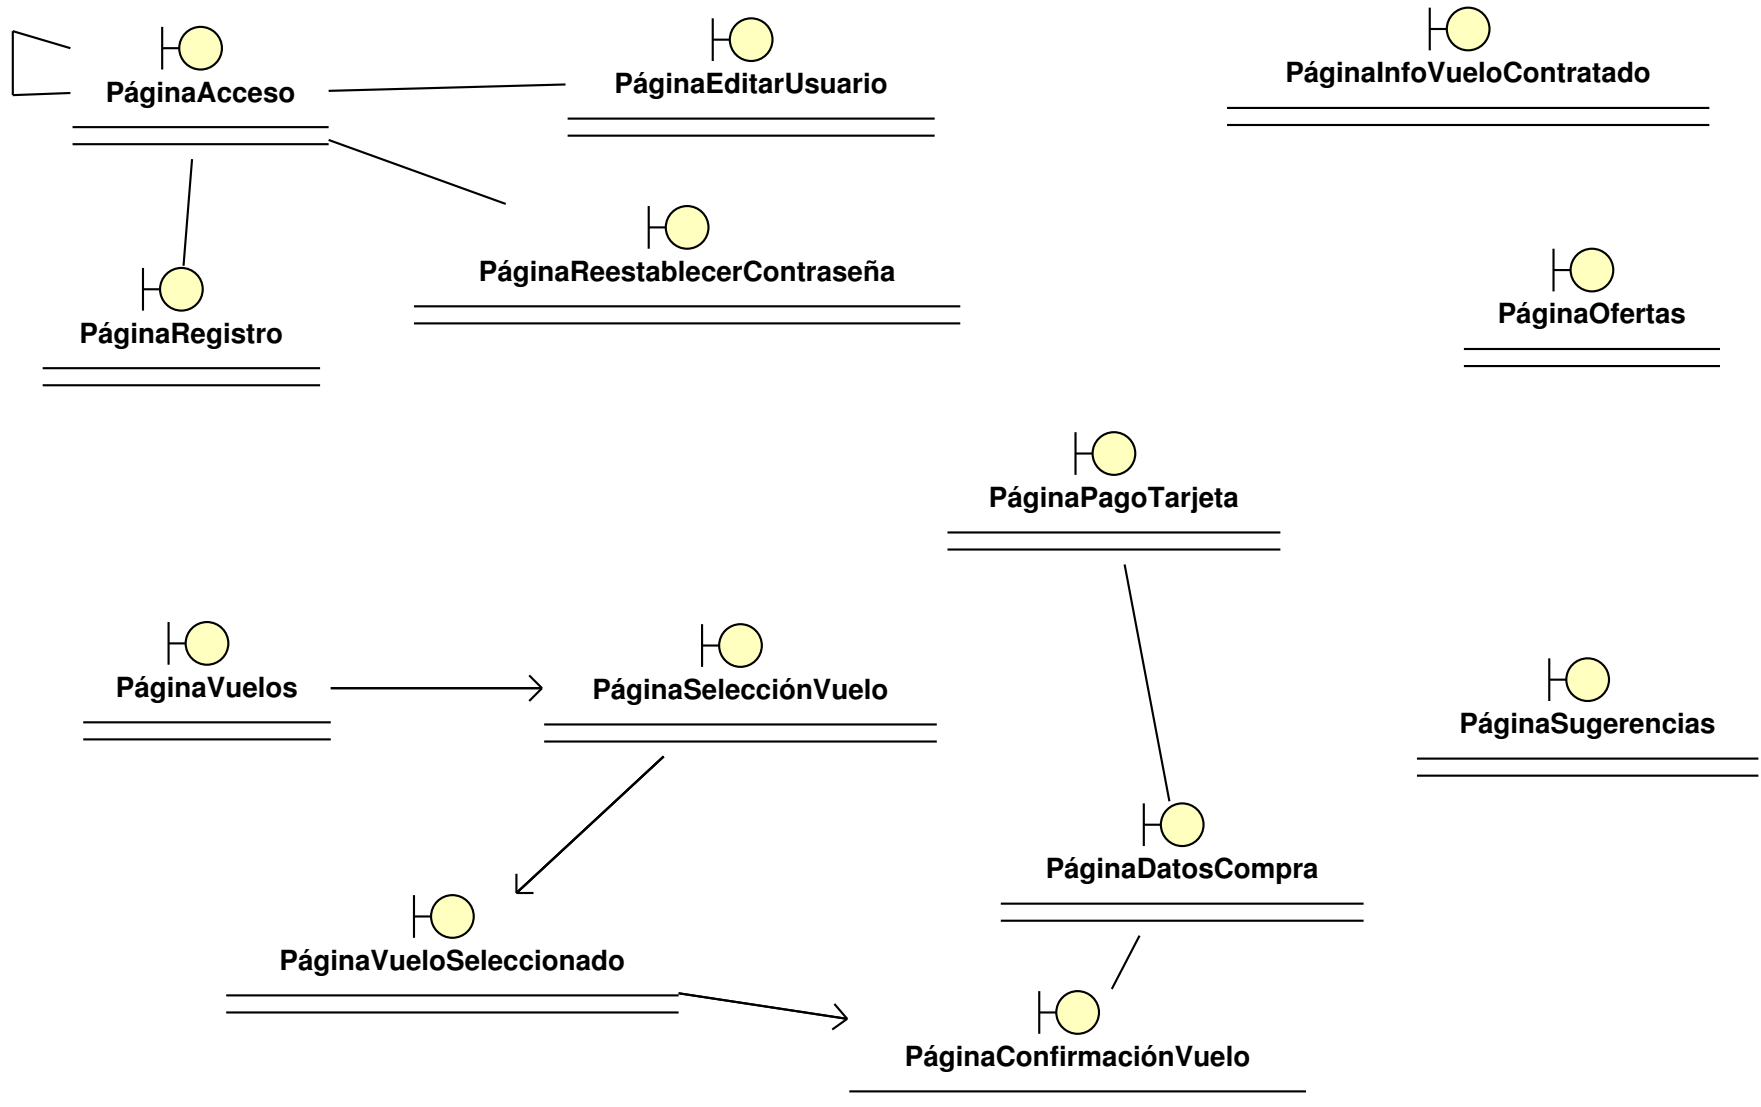 PáginaAcceso
PáginaEditarUsuario
PáginaInfoVueloContratado
PáginaReestablecerContraseña
PáginaRegistro
PáginaOfertas
PáginaPagoTarjeta
PáginaVuelos
PáginaSelecciónVuelo
PáginaSugerencias
PáginaDatosCompra
PáginaVueloSeleccionado
PáginaConfirmaciónVuelo